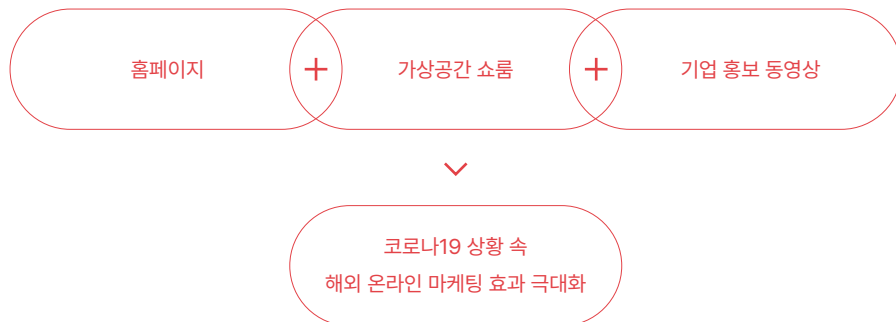 홈페이지 + 가상공간 쇼룸 + 기업 홍보 동영상
코로나19 상황 속
해외 온라인 마케팅 효과 극대화